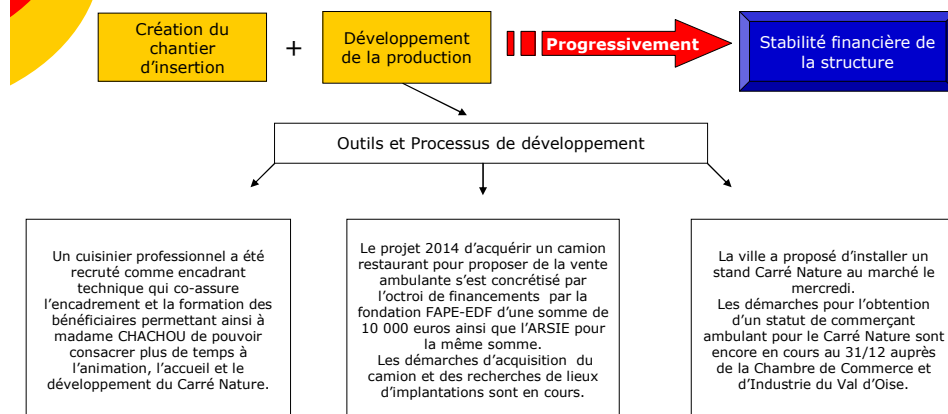 Création du
chantier
d'insertion
+
Développement
de la production
Progressivement
Stabilité financière de
la structure
Outils et Processus de développement
Un cuisinier professionnel a été
recruté comme encadrant
technique qui co-assure
l'encadrement et la formation des
bénéficiaires permettant ainsi à
madame CHACHOU de pouvoir
consacrer plus de temps à
l'animation, l'accueil et le
développement du Carré Nature.
Le projet 2014 d'acquérir un camion
restaurant pour proposer de la vente
ambulante s'est concrétisé par
l'octroi de financements par la
fondation FAPE-EDF d'une somme de
10 000 euros ainsi que l'ARSIE pour
la même somme.
Les démarches d'acquisition du
camion et des recherches de lieux
d'implantations sont en cours.
La ville a proposé d'installer un
stand Carré Nature au marché le
mercredi.
Les démarches pour l'obtention
d'un statut de commerçant
ambulant pour le Carré Nature sont
encore en cours au 31/12 auprès
de la Chambre de Commerce et
d'Industrie du Val d'Oise.